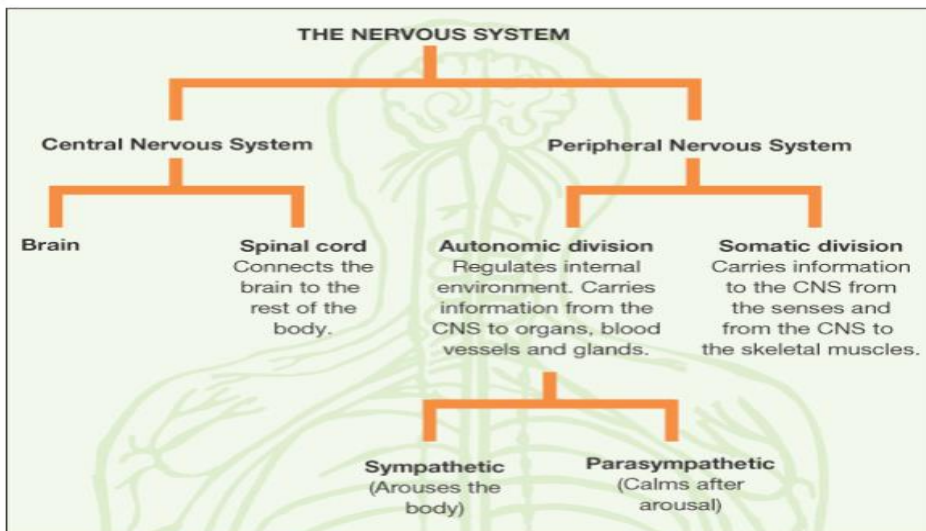 THE NERVOUS SYSTEM
Central Nervous System
Peripheral Nervous System
Brain
Spinal cord
Connects the
brain to the
rest of the
body.
Autonomic division
Regulates internal
environment. Carries
information from the
CNS to organs, blood
vessels and glands.
Somatic division
Carries information
to the CNS from
the senses and
from the CNS to
the skeletal muscles.
Sympathetic
(Arouses the
body)
Parasympathetic
(Calms after
arousal)